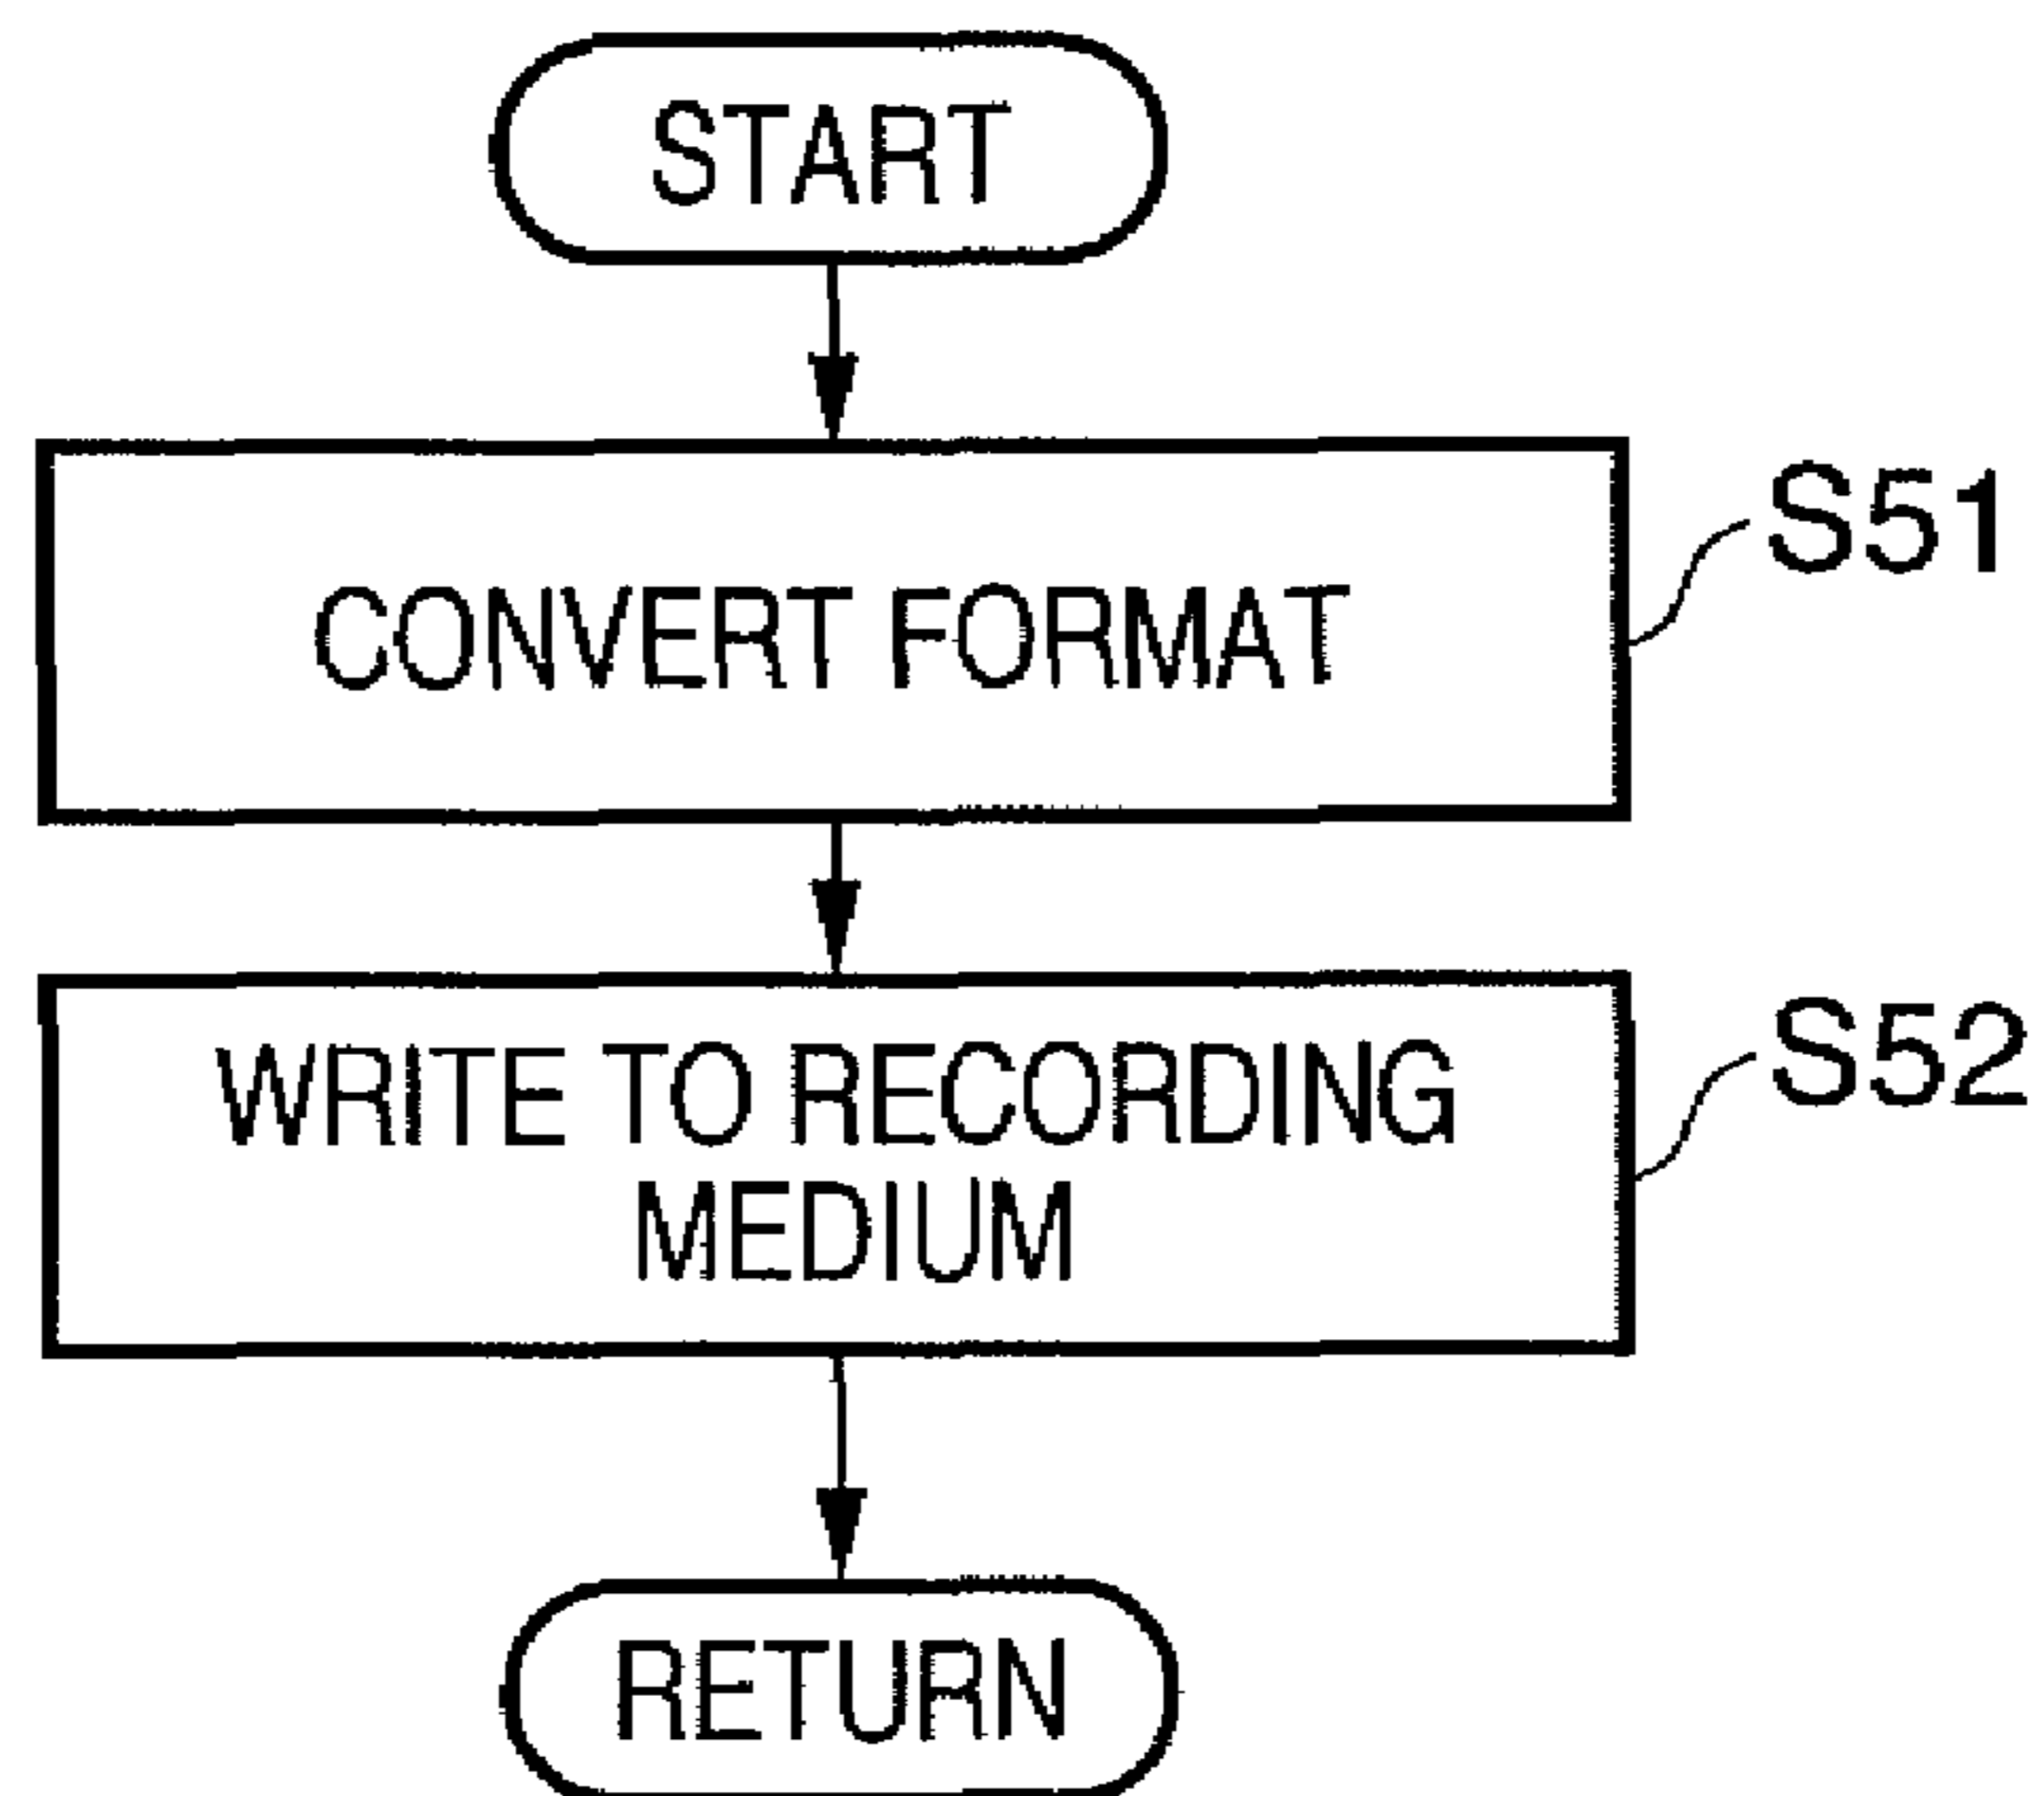 START
S51
CONVERT FORMAT
S52
WRITE TO RECORDING
MEDIUM
RETURN